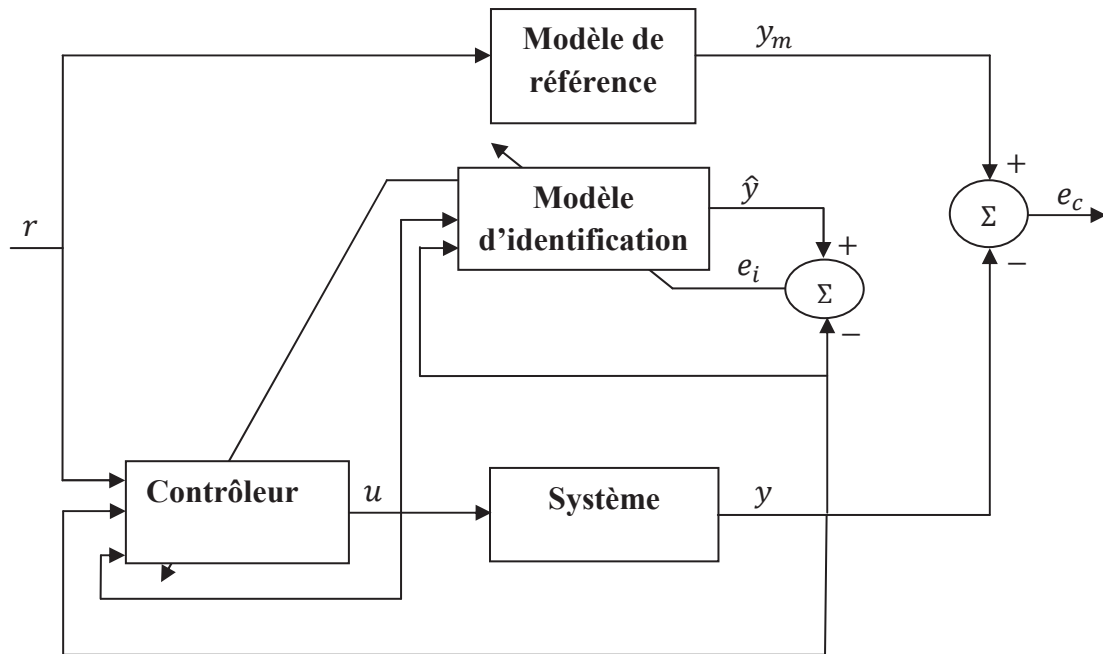 Modèle de
référence
y_m
+
e_c
Σ
−
r
Modèle
d'identification
ŷ
+
e_i
Σ
−
Contrôleur
u
Système
y